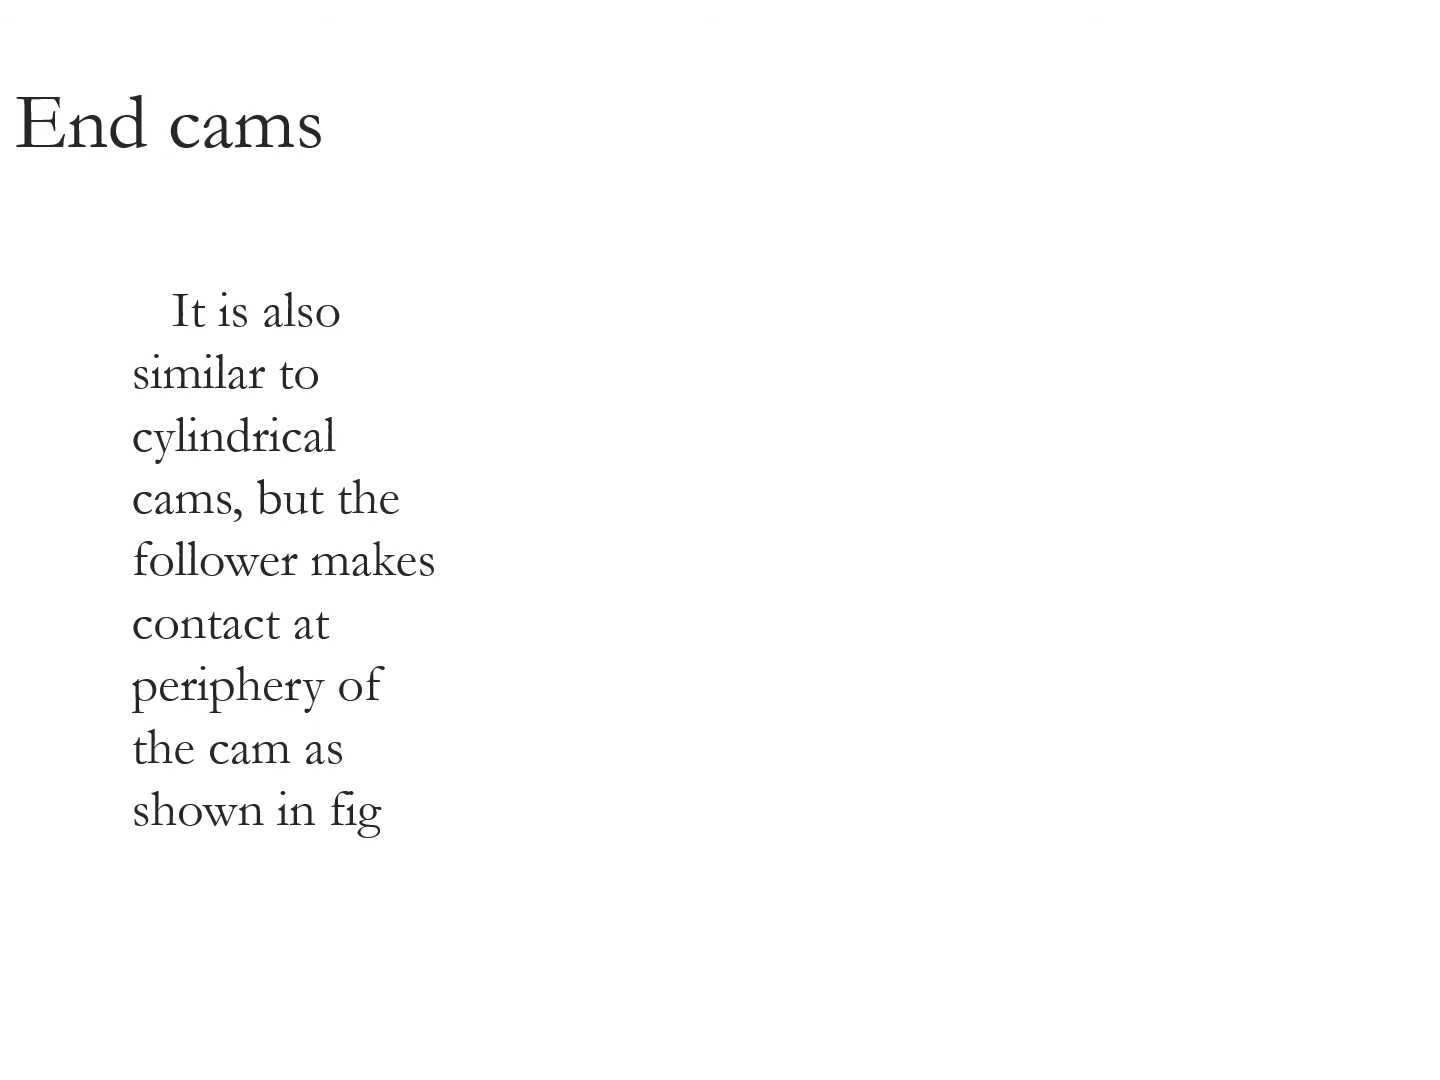 End cams
It is also
similar to
cylindrical
cams, but the
follower makes
contact at
periphery of
the cam as
shown in fig